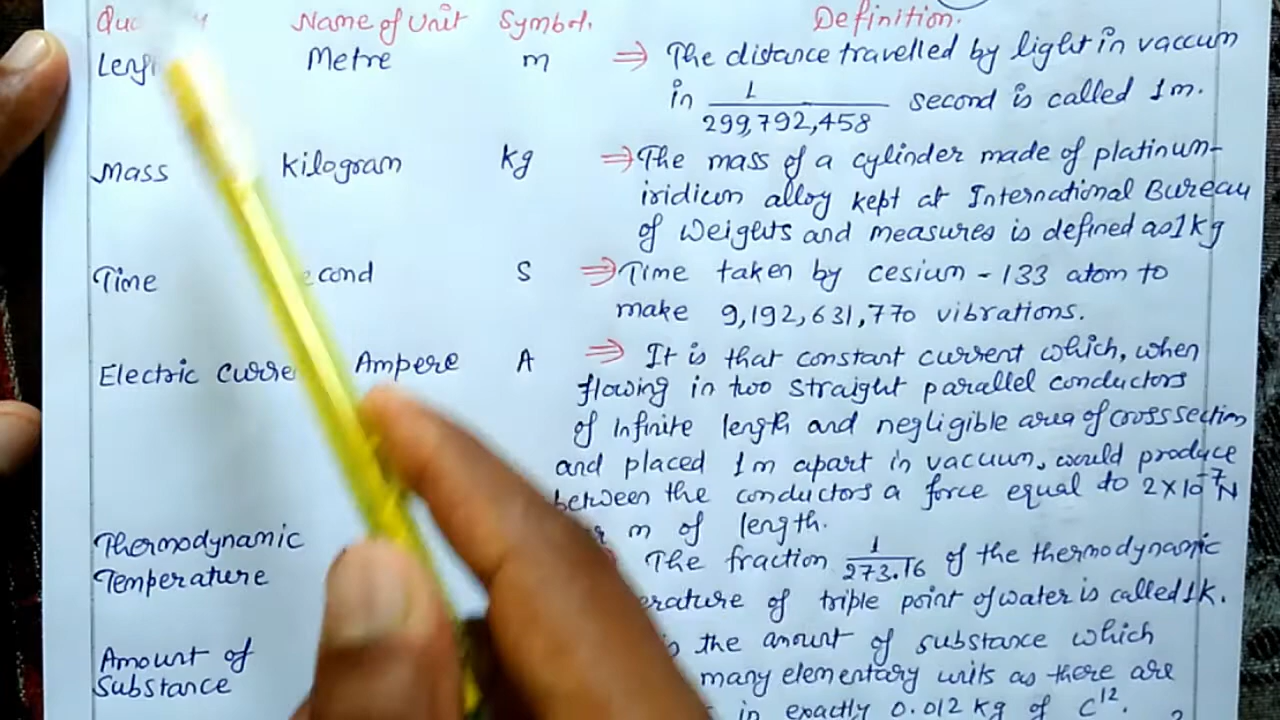 Name of Unit Symbol. Definition.
Metre m ⇒ The distance travelled by light in vaccum
in 1/299,792,458 second is called 1m.
Mass kilogram kg ⇒ The mass of a cylinder made of platinum-
iridium alloy kept at International Bureau
of Weights and measures is defined as 1kg
Time s ⇒ Time taken by cesium - 133 atom to
make 9,192,631,770 vibrations.
Electric Ampere A ⇒ It is that constant current which, when
flowing in two straight parallel conductors
of infinite length and negligible area of cross section
and placed 1m apart in vacuum, would produce
between the conductors a force equal to 2×10⁻⁷N
m of length.
Thermodynamic The fraction 1/273.16 of the thermodynamic
Temperature of triple point of water is called 1k.
Amount of the amount of substance which
Substance many elementary units as there are
in exactly 0.012 kg of C¹².